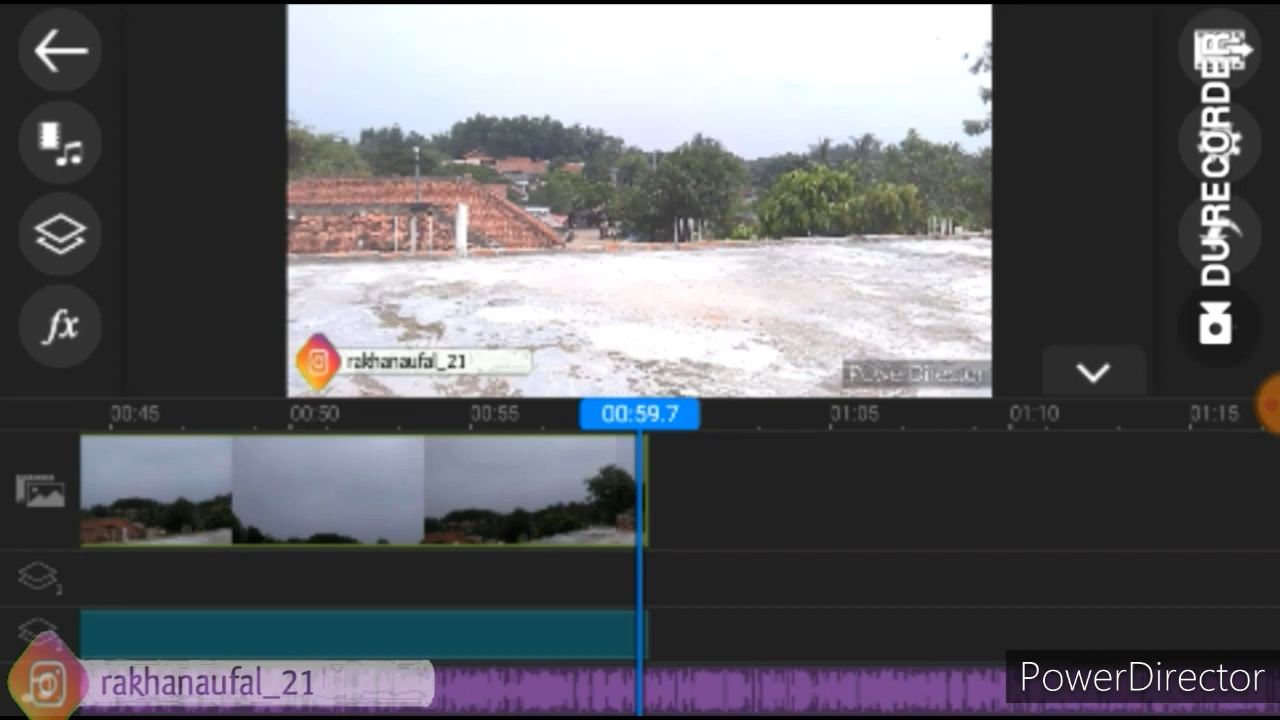 DU RECORDER
rakhanaufal_21
PowerDirector
00:45
00:50
00:55
00:59.7
01:05
01:10
01:15
fx
rakhanaufal_21
PowerDirector